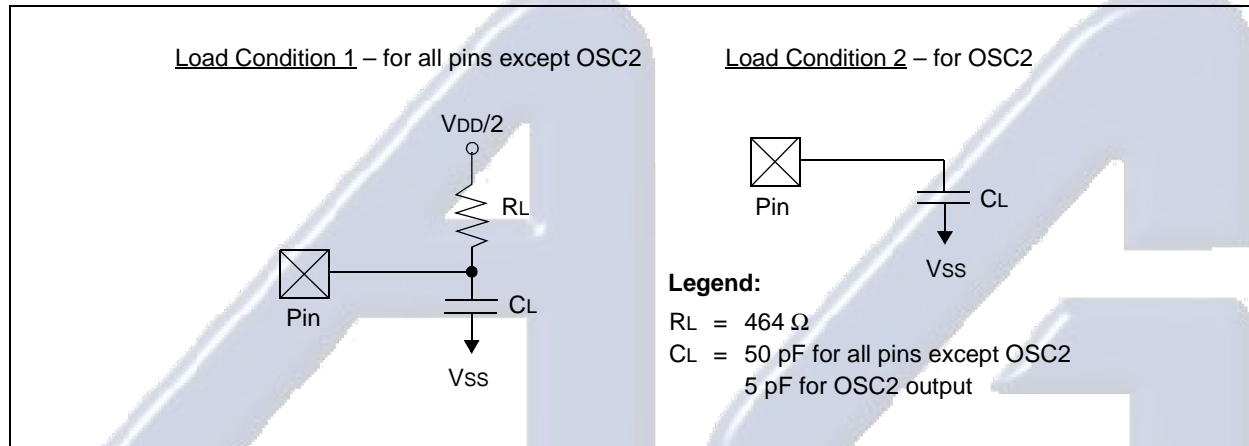 Load Condition 1 – for all pins except OSC2
VDD/2
RL
Pin
CL
VSS
Load Condition 2 – for OSC2
Pin
CL
VSS
Legend:
RL = 464 Ω
CL = 50 pF for all pins except OSC2
5 pF for OSC2 output